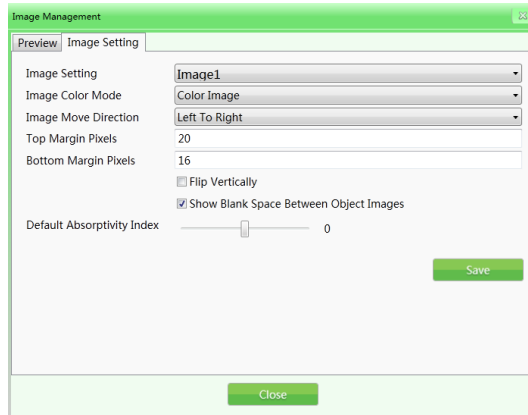 Image Management
Preview Image Setting
Image Setting Image1
Image Color Mode Color Image
Image Move Direction Left To Right
Top Margin Pixels 20
Bottom Margin Pixels 16
Flip Vertically
Show Blank Space Between Object Images
Default Absorptivity Index 0
Save
Close